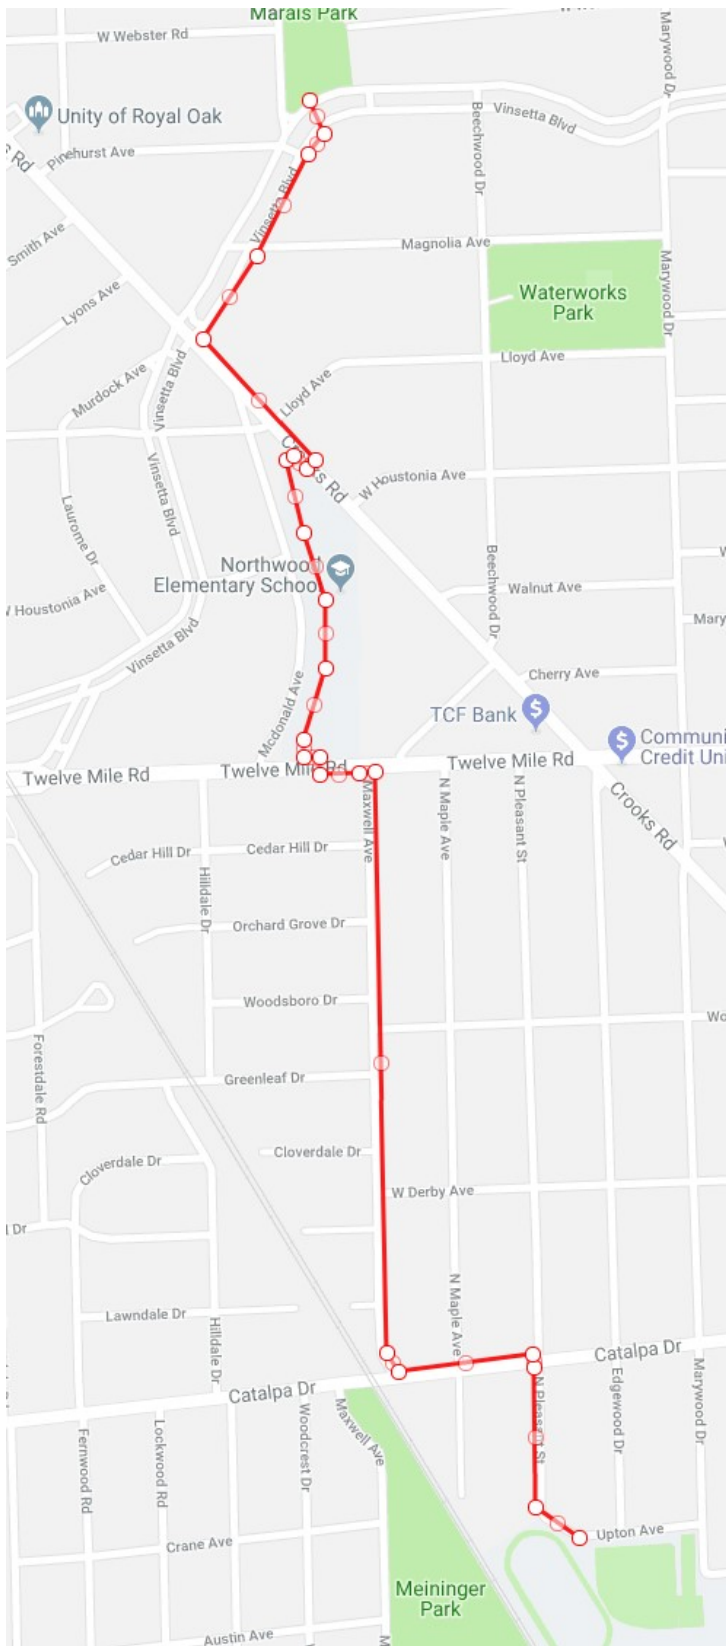 Marais Park
W Webster Rd
Marywood Dr
Unity of Royal Oak
Beechwood Dr
Vinsetta Blvd
s Rd
Pinehurst Ave
Vinsetta Blvd
Smith Ave
Magnolia Ave
Marywood Dr
Lyons Ave
Waterworks
Park
Lloyd Ave
Murdock Ave
Vinsetta Blvd
Lloyd Ave
Crooks Rd
W Houstonia Ave
Vinsetta Blvd
Laurome Dr
Beechwood Dr
Northwood
Elementary School
W Houstonia Ave
Walnut Ave
Mary
Vinsetta Blvd
Mcdonald Ave
Cherry Ave
TCF Bank
Communi
Credit Uni
Twelve Mile Rd
Twelve Mile Rd
Twelve Mile Rd
Crooks Rd
Maxwell Ave
N Maple Ave
N Pleasant St
Cedar Hill Dr
Cedar Hill Dr
Hilldale Dr
Orchard Grove Dr
Woodsboro Dr
Wo
Forestdale Rd
Greenleaf Dr
Cloverdale Dr
Cloverdale Dr
W Derby Ave
l Dr
Lawndale Dr
Hilldale Dr
N Maple Ave
Catalpa Dr
Catalpa Dr
N Pleasant St
Edgewood Dr
Marywood Dr
Fernwood Rd
Lockwood Rd
Woodcrest Dr
Maxwell Ave
Crane Ave
Upton Ave
Meininger
Park
Austin Ave
M